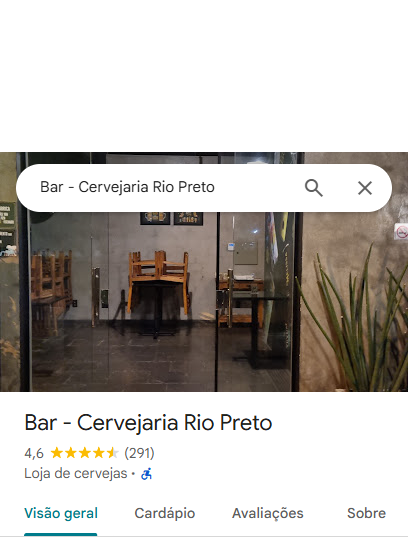 Bar - Cervejaria Rio Preto
Bar - Cervejaria Rio Preto
4,6 (291)
Loja de cervejas ·
Visão geral Cardápio Avaliações Sobre